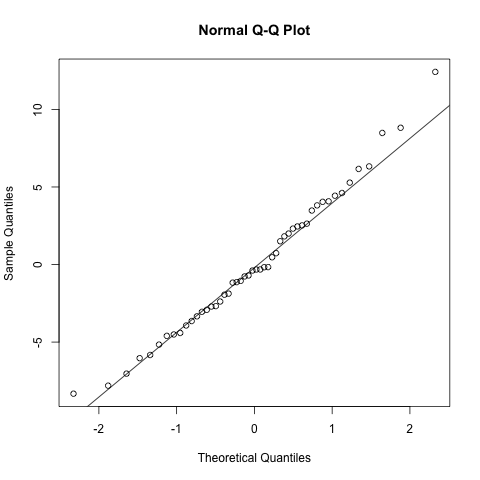 Normal Q-Q Plot
10
5
0
-5
Sample Quantiles
-2 -1 0 1 2
Theoretical Quantiles